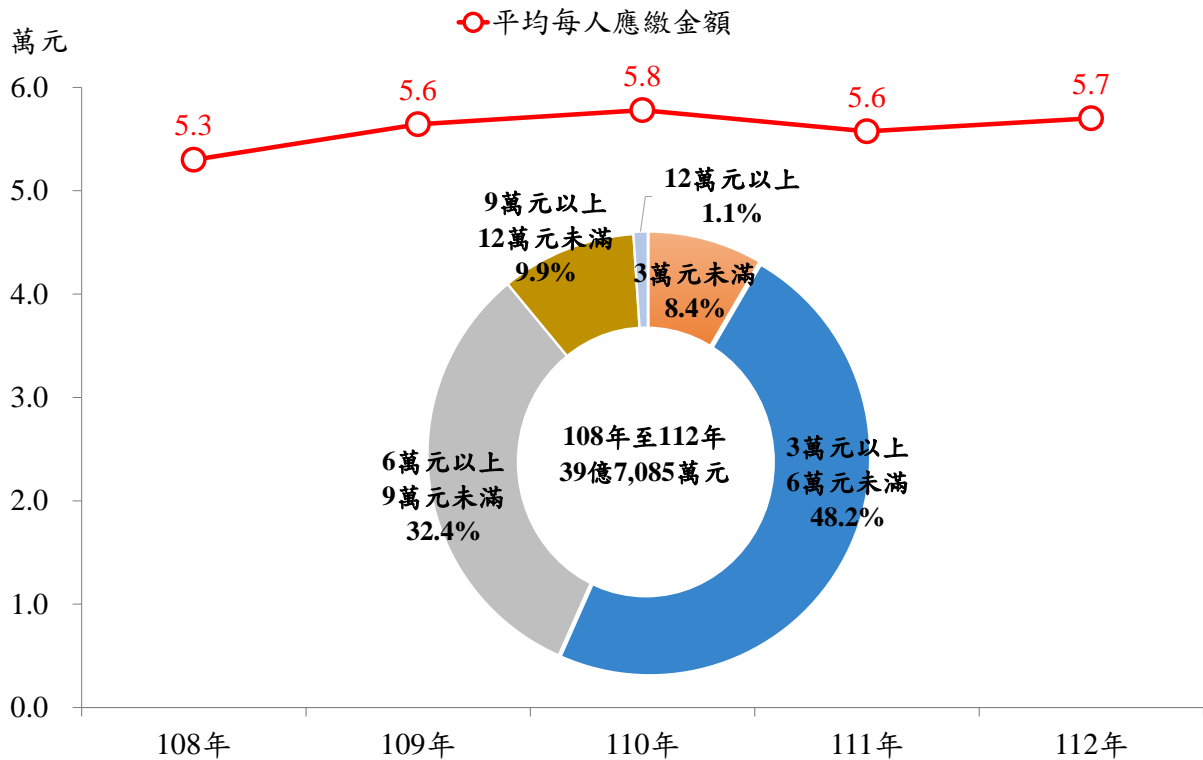 平均每人應繳金額
萬元
6.0
5.0
4.0
3.0
2.0
1.0
0.0
5.3
5.6
5.8
5.6
5.7
12萬元以上
1.1%
9萬元以上
12萬元未滿
9.9%
3萬元未滿
8.4%
108年至112年
39億7,085萬元
3萬元以上
6萬元未滿
48.2%
6萬元以上
9萬元未滿
32.4%
108年
109年
110年
111年
112年